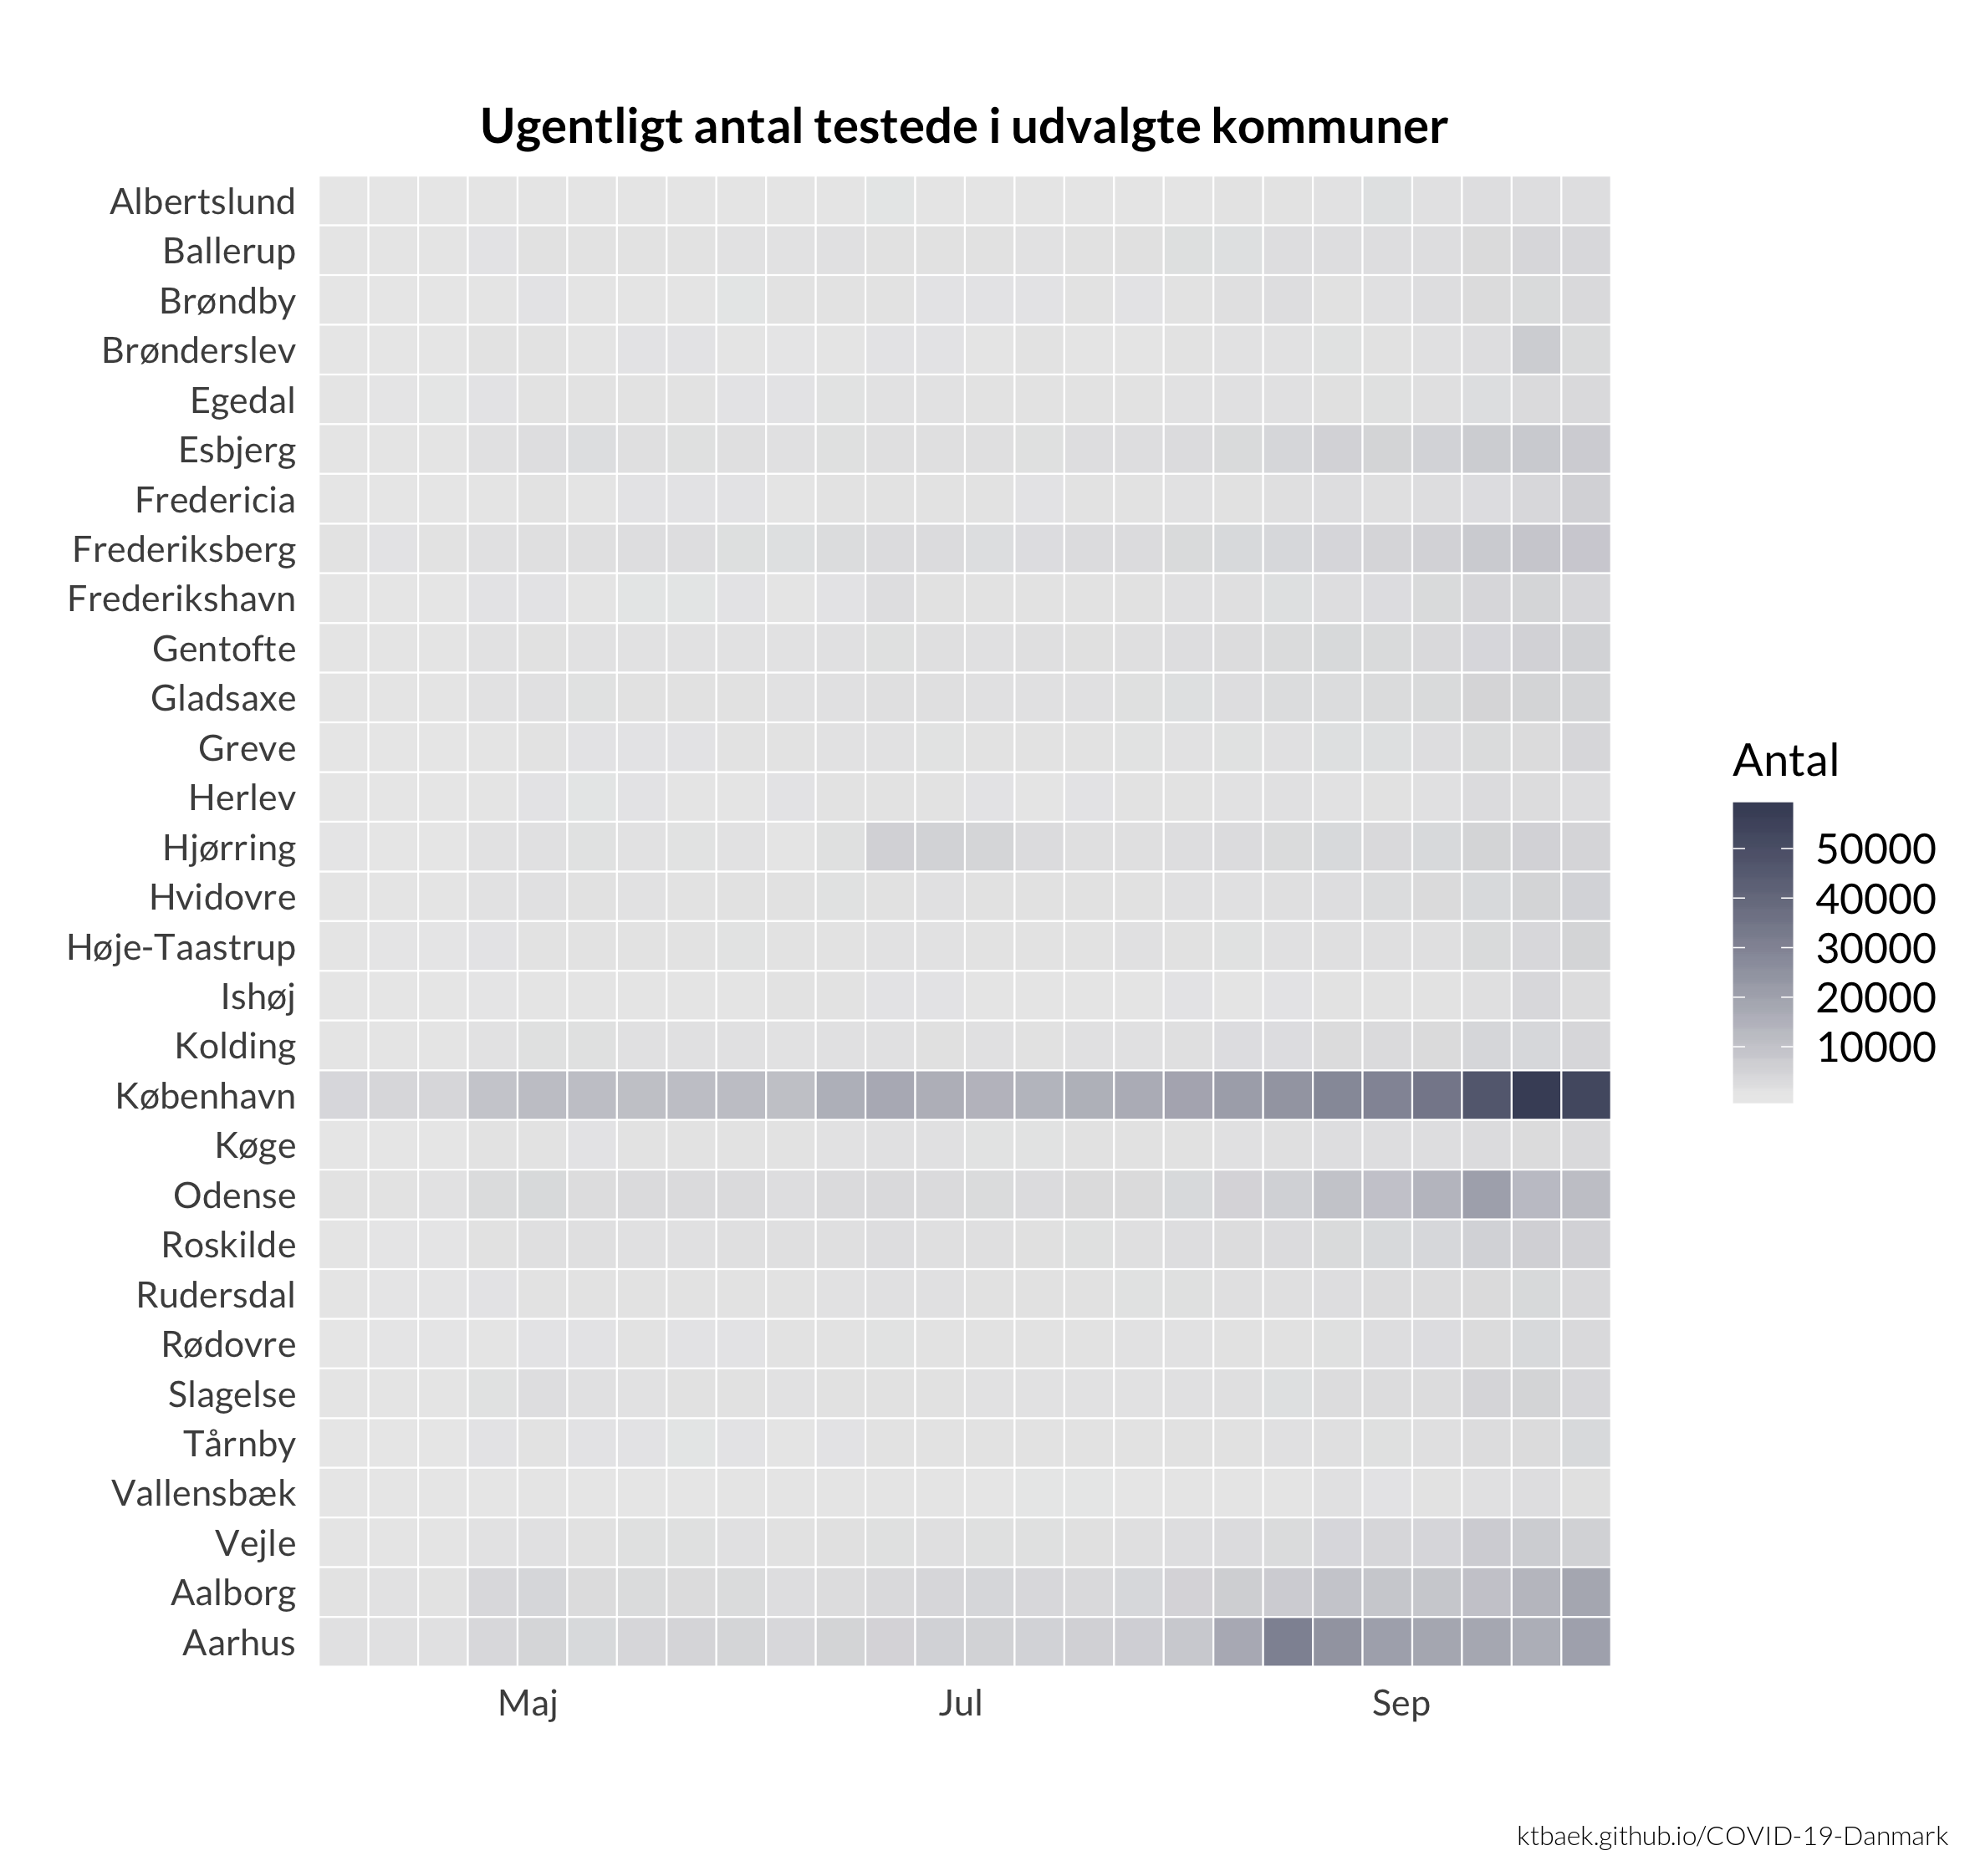 Ugentligt antal testede i udvalgte kommuner
Albertslund
Ballerup
Brøndby
Brønderslev
Egedal
Esbjerg
Fredericia
Frederiksberg
Frederikshavn
Gentofte
Gladsaxe
Greve
Herlev
Hjørring
Hvidovre
Høje-Taastrup
Ishøj
Kolding
København
Køge
Odense
Roskilde
Rudersdal
Rødovre
Slagelse
Tårnby
Vallensbæk
Vejle
Aalborg
Aarhus
Maj Jul Sep
Antal
50000
40000
30000
20000
10000
ktbaek.github.io/COVID-19-Danmark